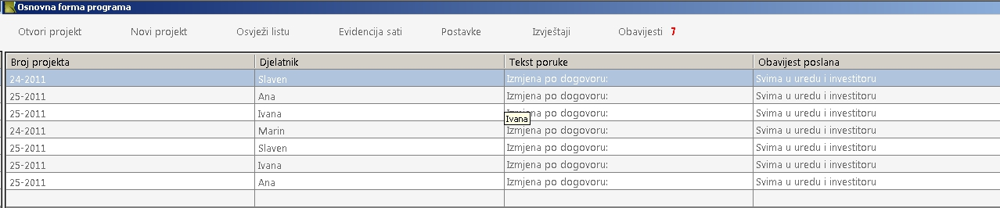 Osnovna forma programa
Otvori projekt Novi projekt Osvježi listu Evidencija sati Postavke Izvještaji Obavijesti 7
Broj projekta Djelatnik Tekst poruke Obavijest poslana
24-2011 Slaven Izmjena po dogovoru: Svima u uredu i investitoru
25-2011 Ana Izmjena po dogovoru: Svima u uredu i investitoru
25-2011 Ivana Izmjena po dogovoru: Svima u uredu i investitoru
Ivana
24-2011 Marin Izmjena po dogovoru: Svima u uredu i investitoru
25-2011 Slaven Izmjena po dogovoru: Svima u uredu i investitoru
25-2011 Ivana Izmjena po dogovoru: Svima u uredu i investitoru
25-2011 Ana Izmjena po dogovoru: Svima u uredu i investitoru